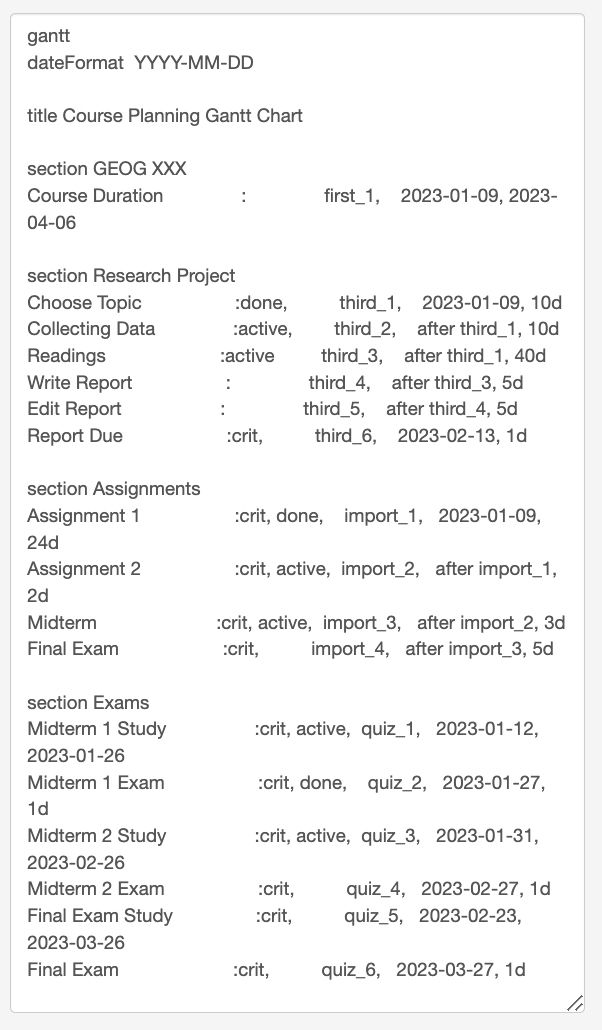 gantt
dateFormat  YYYY-MM-DD
title Course Planning Gantt Chart
section GEOG XXX
Course Duration                :                first_1,    2023-01-09, 2023-
04-06
section Research Project
Choose Topic                   :done,          third_1,    2023-01-09, 10d
Collecting Data                :active,        third_2,    after third_1, 10d
Readings                       :active         third_3,    after third_1, 40d
Write Report                   :               third_4,    after third_3, 5d
Edit Report                    :               third_5,    after third_4, 5d
Report Due                     :crit,          third_6,    2023-02-13, 1d
section Assignments
Assignment 1                   :crit, done,    import_1,   2023-01-09,
24d
Assignment 2                   :crit, active,  import_2,   after import_1,
2d
Midterm                        :crit, active,  import_3,   after import_2, 3d
Final Exam                     :crit,          import_4,   after import_3, 5d
section Exams
Midterm 1 Study                :crit, active,  quiz_1,   2023-01-12,
2023-01-26
Midterm 1 Exam                 :crit, done,    quiz_2,   2023-01-27,
1d
Midterm 2 Study                :crit, active,  quiz_3,   2023-01-31,
2023-02-26
Midterm 2 Exam                 :crit,          quiz_4,   2023-02-27, 1d
Final Exam Study               :crit,          quiz_5,   2023-02-23,
2023-03-26
Final Exam                     :crit,          quiz_6,   2023-03-27, 1d